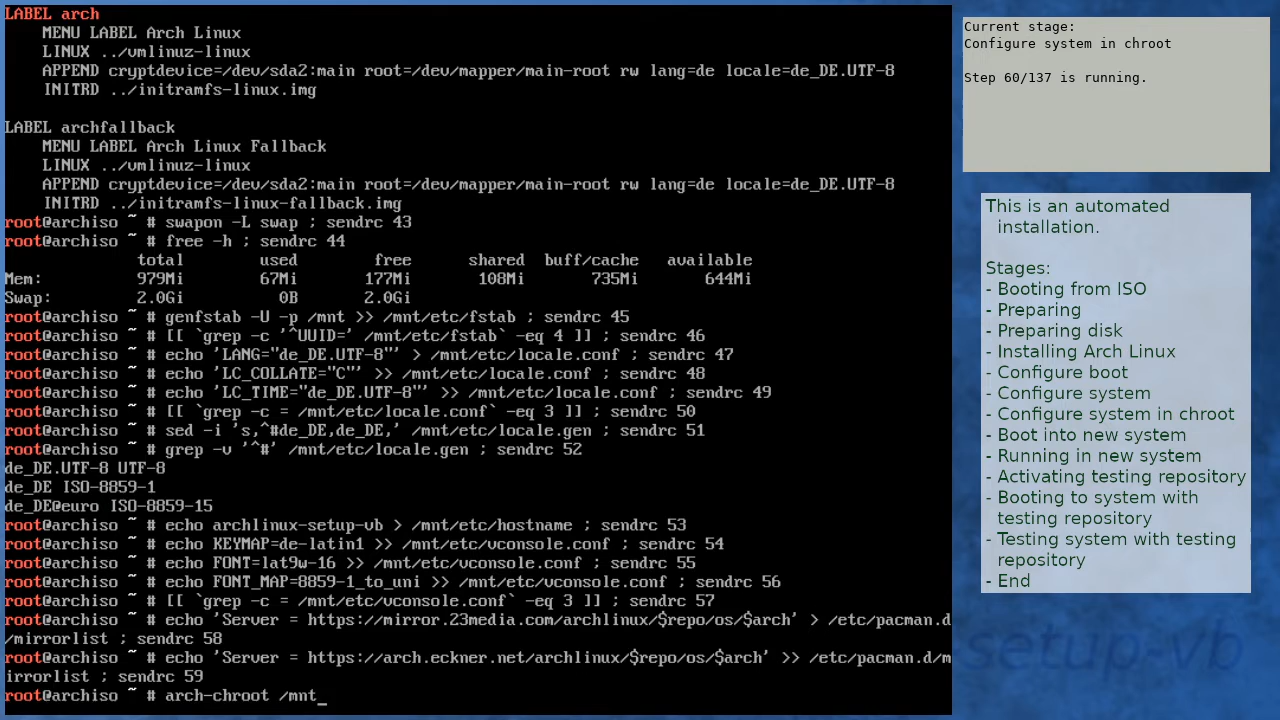 LABEL arch
    MENU LABEL Arch Linux
    LINUX ../vmlinuz-linux
    APPEND cryptdevice=/dev/sda2:main root=/dev/mapper/main-root rw lang=de locale=de_DE.UTF-8
    INITRD ../initramfs-linux.img

LABEL archfallback
    MENU LABEL Arch Linux Fallback
    LINUX ../vmlinuz-linux
    APPEND cryptdevice=/dev/sda2:main root=/dev/mapper/main-root rw lang=de locale=de_DE.UTF-8
    INITRD ../initramfs-linux-fallback.img
root@archiso ~ # swapon -L swap ; sendrc 43
root@archiso ~ # free -h ; sendrc 44
              total        used        free      shared  buff/cache   available
Mem:          979Mi        67Mi       177Mi       108Mi       735Mi       644Mi
Swap:         2.0Gi          0B       2.0Gi
root@archiso ~ # genfstab -U -p /mnt >> /mnt/etc/fstab ; sendrc 45
root@archiso ~ # [[ `grep -c '^UUID=' /mnt/etc/fstab` -eq 4 ]] ; sendrc 46
root@archiso ~ # echo 'LANG="de_DE.UTF-8"' > /mnt/etc/locale.conf ; sendrc 47
root@archiso ~ # echo 'LC_COLLATE="C"' >> /mnt/etc/locale.conf ; sendrc 48
root@archiso ~ # echo 'LC_TIME="de_DE.UTF-8"' >> /mnt/etc/locale.conf ; sendrc 49
root@archiso ~ # [[ `grep -c = /mnt/etc/locale.conf` -eq 3 ]] ; sendrc 50
root@archiso ~ # sed -i 's,^#de_DE,de_DE,' /mnt/etc/locale.gen ; sendrc 51
root@archiso ~ # grep -v '^#' /mnt/etc/locale.gen ; sendrc 52
de_DE.UTF-8 UTF-8
de_DE ISO-8859-1
de_DE@euro ISO-8859-15
root@archiso ~ # echo archlinux-setup-vb > /mnt/etc/hostname ; sendrc 53
root@archiso ~ # echo KEYMAP=de-latin1 >> /mnt/etc/vconsole.conf ; sendrc 54
root@archiso ~ # echo FONT=lat9w-16 >> /mnt/etc/vconsole.conf ; sendrc 55
root@archiso ~ # echo FONT_MAP=8859-1_to_uni >> /mnt/etc/vconsole.conf ; sendrc 56
root@archiso ~ # [[ `grep -c = /mnt/etc/vconsole.conf` -eq 3 ]] ; sendrc 57
root@archiso ~ # echo 'Server = https://mirror.23media.com/archlinux/$repo/os/$arch' > /etc/pacman.d
/mirrorlist ; sendrc 58
root@archiso ~ # echo 'Server = https://arch.eckner.net/archlinux/$repo/os/$arch' >> /etc/pacman.d/m
irrorlist ; sendrc 59
root@archiso ~ # arch-chroot /mnt_
Current stage:
Configure system in chroot

Step 60/137 is running.
This is an automated
  installation.

Stages:
- Booting from ISO
- Preparing
- Preparing disk
- Installing Arch Linux
- Configure boot
- Configure system
- Configure system in chroot
- Boot into new system
- Running in new system
- Activating testing repository
- Booting to system with
  testing repository
- Testing system with testing
  repository
- End
setup-vb